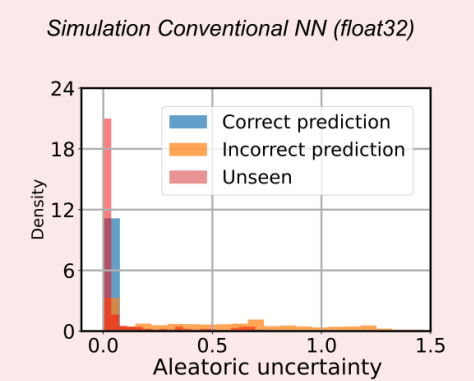 Simulation Conventional NN (float32)
24
18
12
6
0
Density
Correct prediction
Incorrect prediction
Unseen
0.0 0.5 1.0 1.5
Aleatoric uncertainty